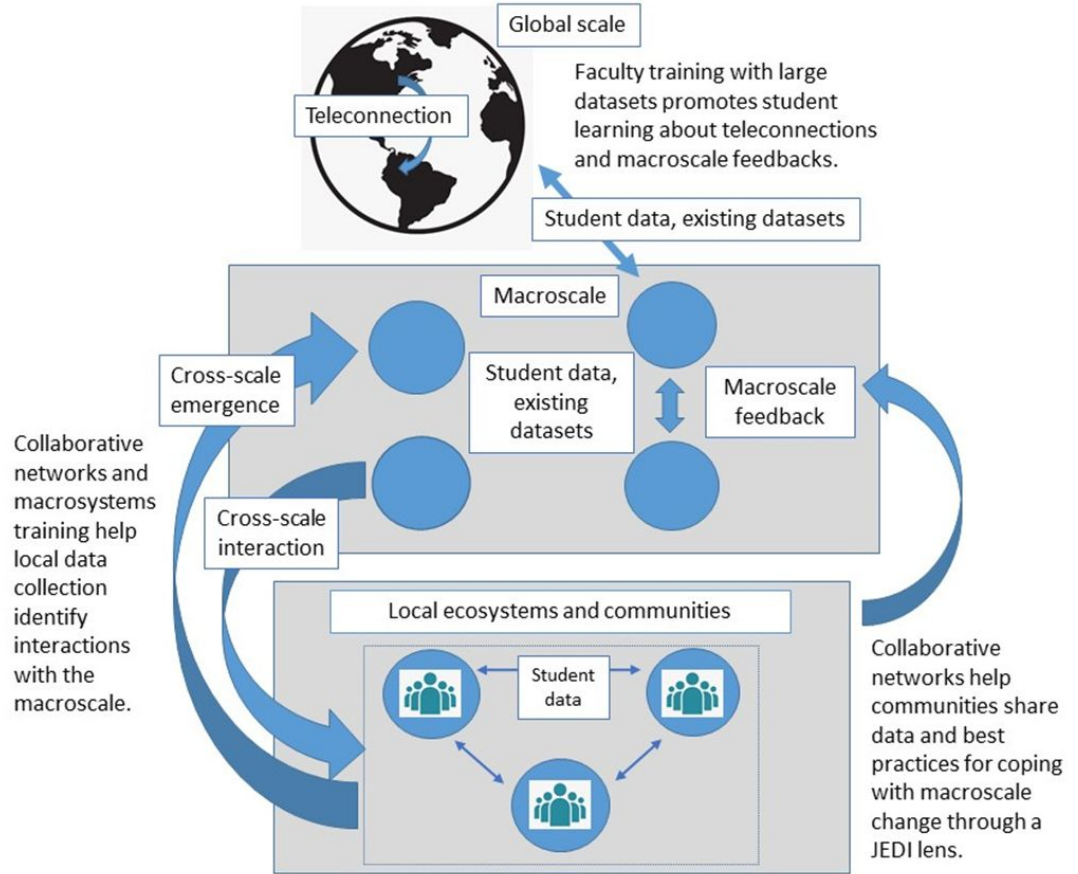 Global scale
Teleconnection
Faculty training with large
datasets promotes student
learning about teleconnections
and macroscale feedbacks.
Student data, existing datasets
Macroscale
Cross-scale
emergence
Student data,
existing
datasets
Macroscale
feedback
Collaborative
networks and
macrosystems
training help
local data
collection
identify
interactions
with the
macroscale.
Cross-scale
interaction
Local ecosystems and communities
Student
data
Collaborative
networks help
communities share
data and best
practices for coping
with macroscale
change through a
JEDI lens.